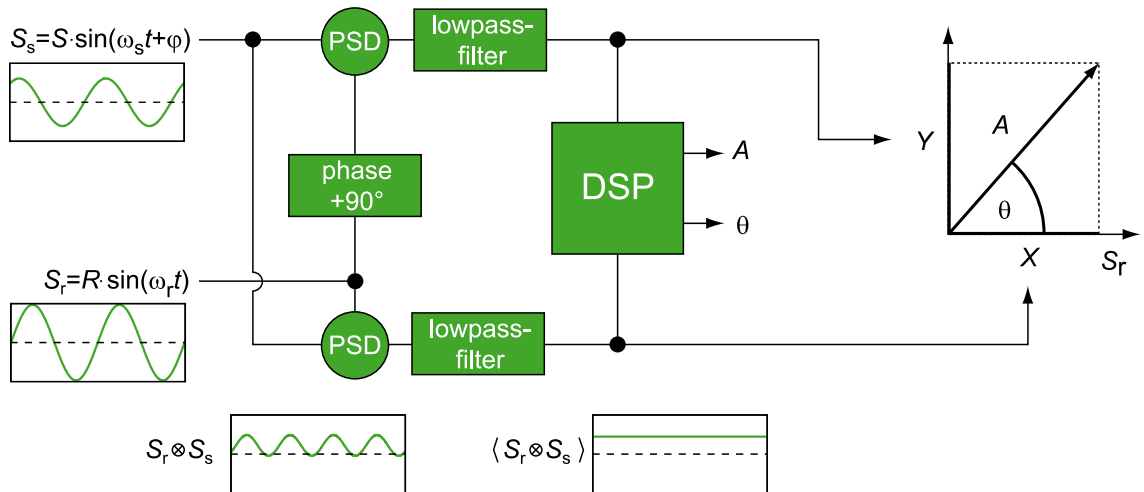 Sₛ=S·sin(ωₛt+φ)
PSD
lowpass-
filter
phase
+90°
DSP
A
θ
Y
A
θ
X
Sᵣ
Sᵣ=R·sin(ωᵣt)
PSD
lowpass-
filter
Sᵣ⊗Sₛ
⟨Sᵣ⊗Sₛ⟩